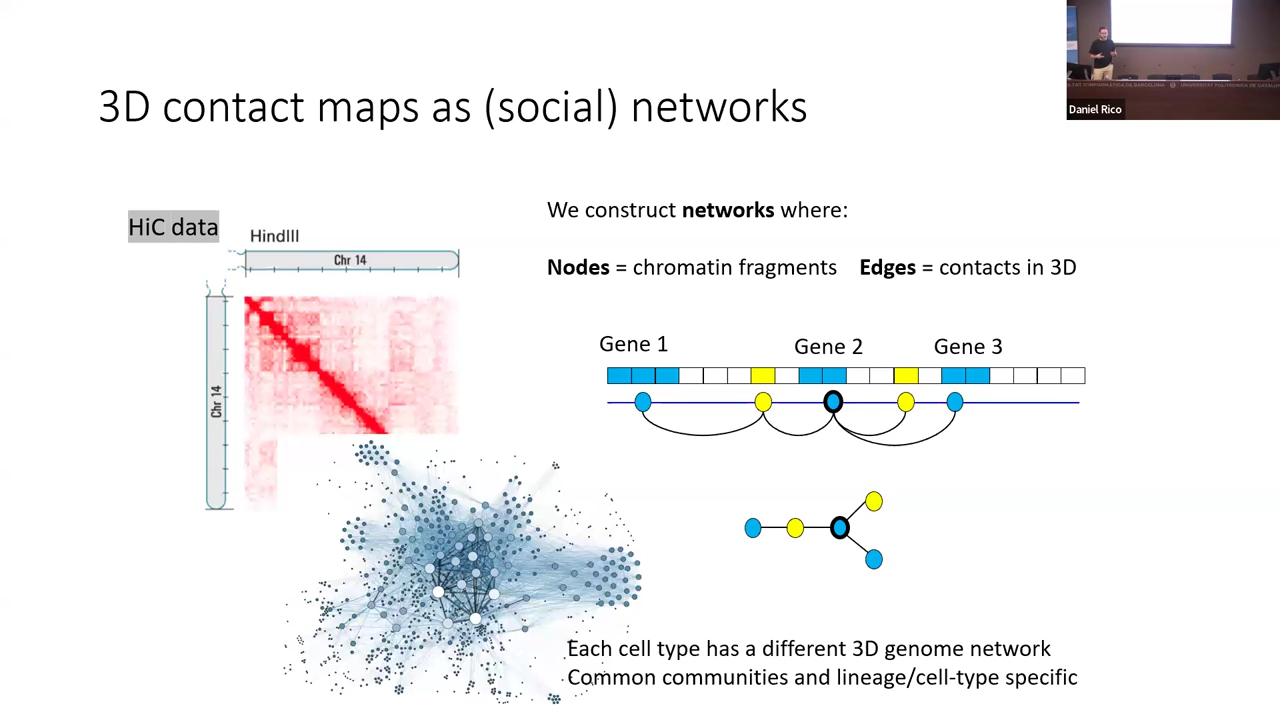 3D contact maps as (social) networks
Daniel Rico
HiC data
HindIII
Chr 14
Chr 14
We construct networks where:
Nodes = chromatin fragments Edges = contacts in 3D
Gene 1 Gene 2 Gene 3
Each cell type has a different 3D genome network
Common communities and lineage/cell-type specific